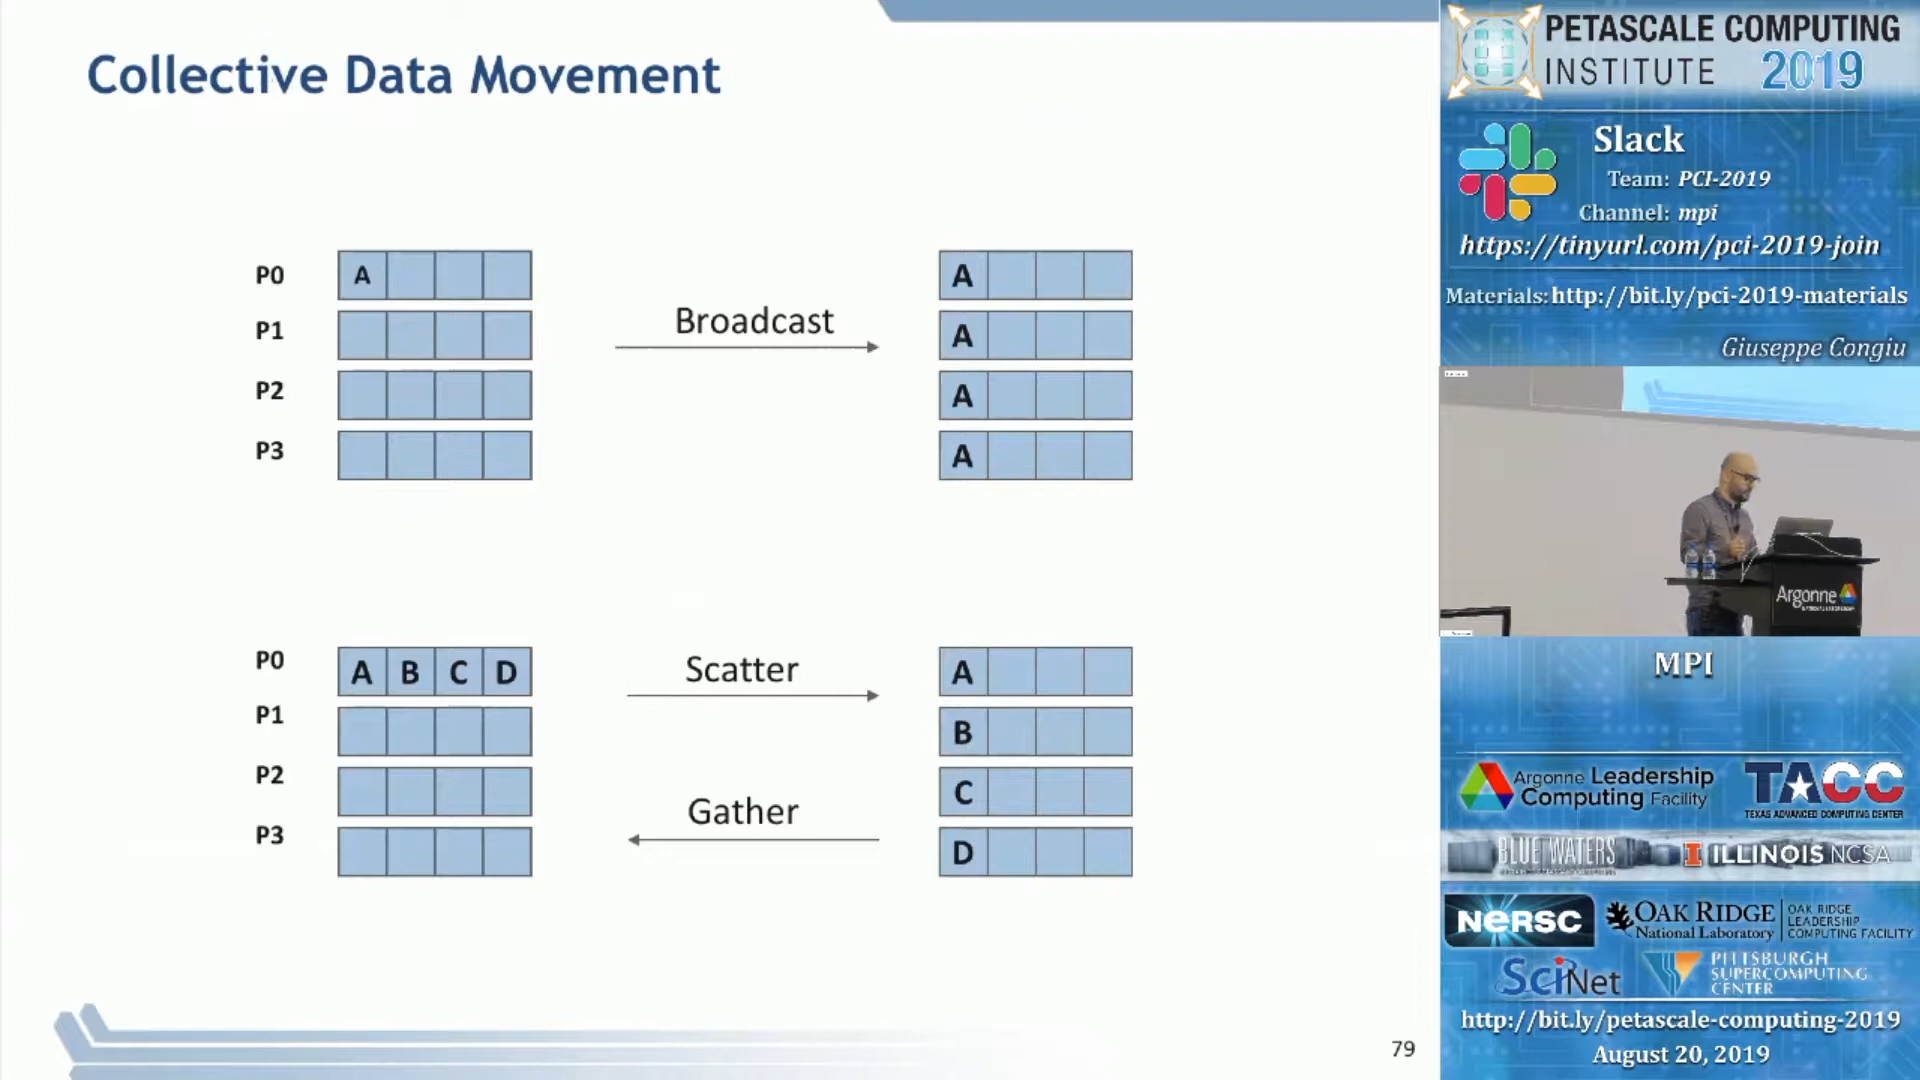 Collective Data Movement
P0
A
P1
P2
P3
Broadcast
A
A
A
A
P0
A B C D
P1
P2
P3
Scatter
Gather
A
B
C
D
79
PETASCALE COMPUTING
INSTITUTE 2019
Slack
Team: PCI-2019
Channel: mpi
https://tinyurl.com/pci-2019-join
Materials: http://bit.ly/pci-2019-materials
Giuseppe Congiu
Argonne
NATIONAL LABORATORY
MPI
Argonne Leadership
Computing Facility
TACC
TEXAS ADVANCED COMPUTING CENTER
BLUE WATERS
I ILLINOIS NCSA
NERSC
OAK RIDGE
National Laboratory
OAK RIDGE
LEADERSHIP
COMPUTING FACILITY
SciNet
PITTSBURGH
SUPERCOMPUTING
CENTER
http://bit.ly/petascale-computing-2019
August 20, 2019